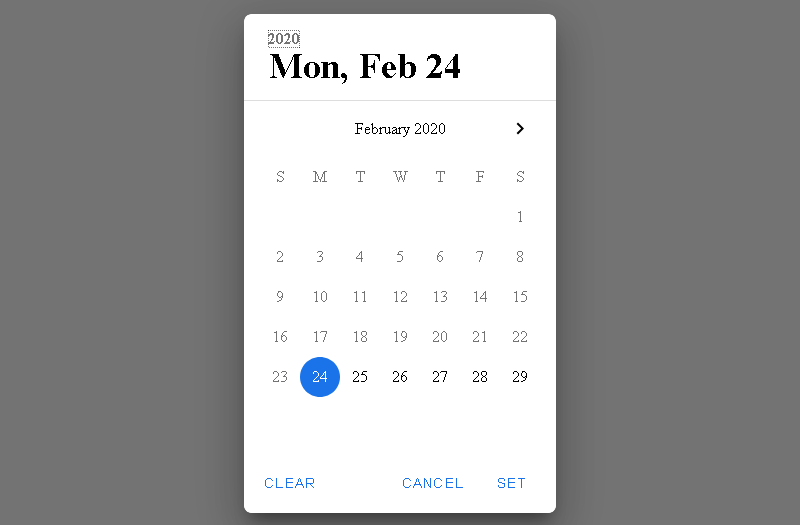 2020
Mon, Feb 24
February 2020
S M T W T F S
1
2 3 4 5 6 7 8
9 10 11 12 13 14 15
16 17 18 19 20 21 22
23 24 25 26 27 28 29
CLEAR CANCEL SET